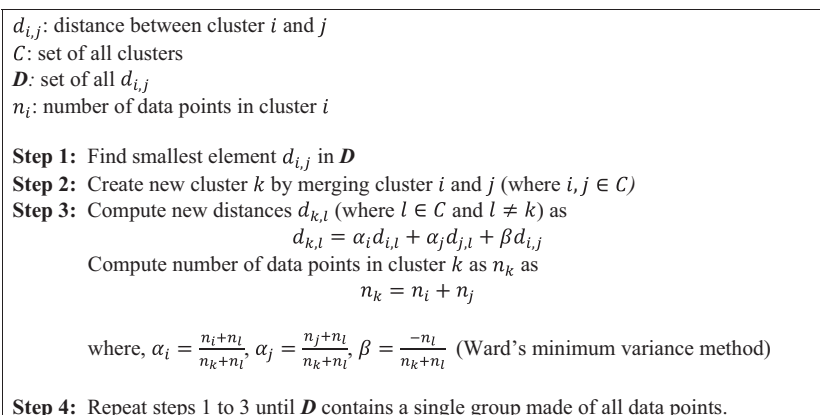 d_{i,j}: distance between cluster i and j
C: set of all clusters
D: set of all d_{i,j}
n_i: number of data points in cluster i
Step 1: Find smallest element d_{i,j} in D
Step 2: Create new cluster k by merging cluster i and j (where i, j ∈ C)
Step 3: Compute new distances d_{k,l} (where l ∈ C and l ≠ k) as
d_{k,l} = α_i d_{i,l} + α_j d_{j,l} + βd_{i,j}
Compute number of data points in cluster k as n_k as
n_k = n_i + n_j
where, α_i = \frac{n_i+n_l}{n_k+n_l}, α_j = \frac{n_j+n_l}{n_k+n_l}, β = \frac{-n_l}{n_k+n_l} (Ward's minimum variance method)
Step 4: Repeat steps 1 to 3 until D contains a single group made of all data points.